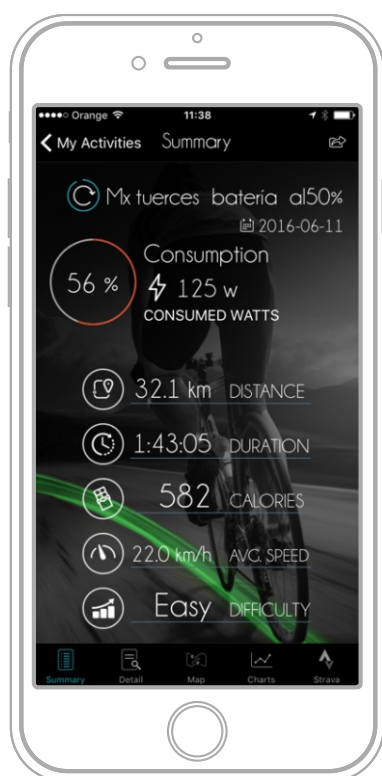 Orange 11:38
My Activities Summary
Mx tuerces bateria al50%
2016-06-11
Consumption
56 % 125 w
CONSUMED WATTS
32.1 km DISTANCE
1:43:05 DURATION
582 CALORIES
22.0 km/h AVG. SPEED
Easy DIFFICULTY
Summary Detail Map Charts Strava